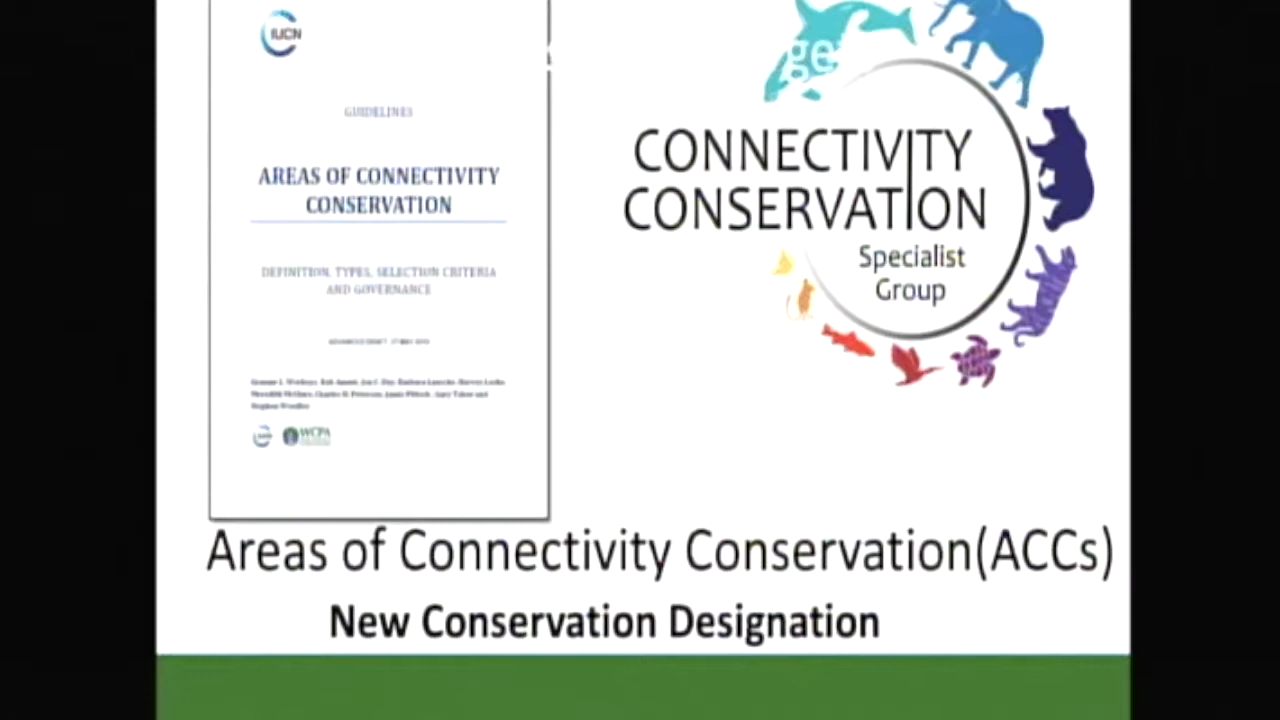 IUCN
GUIDELINES
AREAS OF CONNECTIVITY
CONSERVATION
DEFINITION, TYPES, SELECTION CRITERIA
AND GOVERNANCE
WCPA
ge
CONNECTIVITY
CONSERVATION
Specialist
Group
Areas of Connectivity Conservation(ACCs)
New Conservation Designation